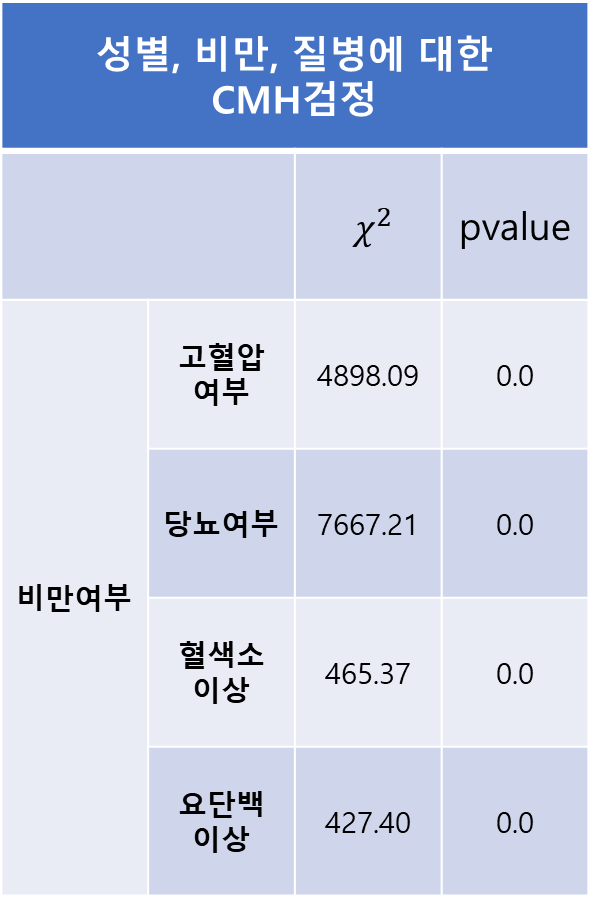 성별, 비만, 질병에 대한
CMH검정
χ² pvalue
비만여부
고혈압
여부
4898.09 0.0
당뇨여부 7667.21 0.0
혈색소
이상
465.37 0.0
요단백
이상
427.40 0.0